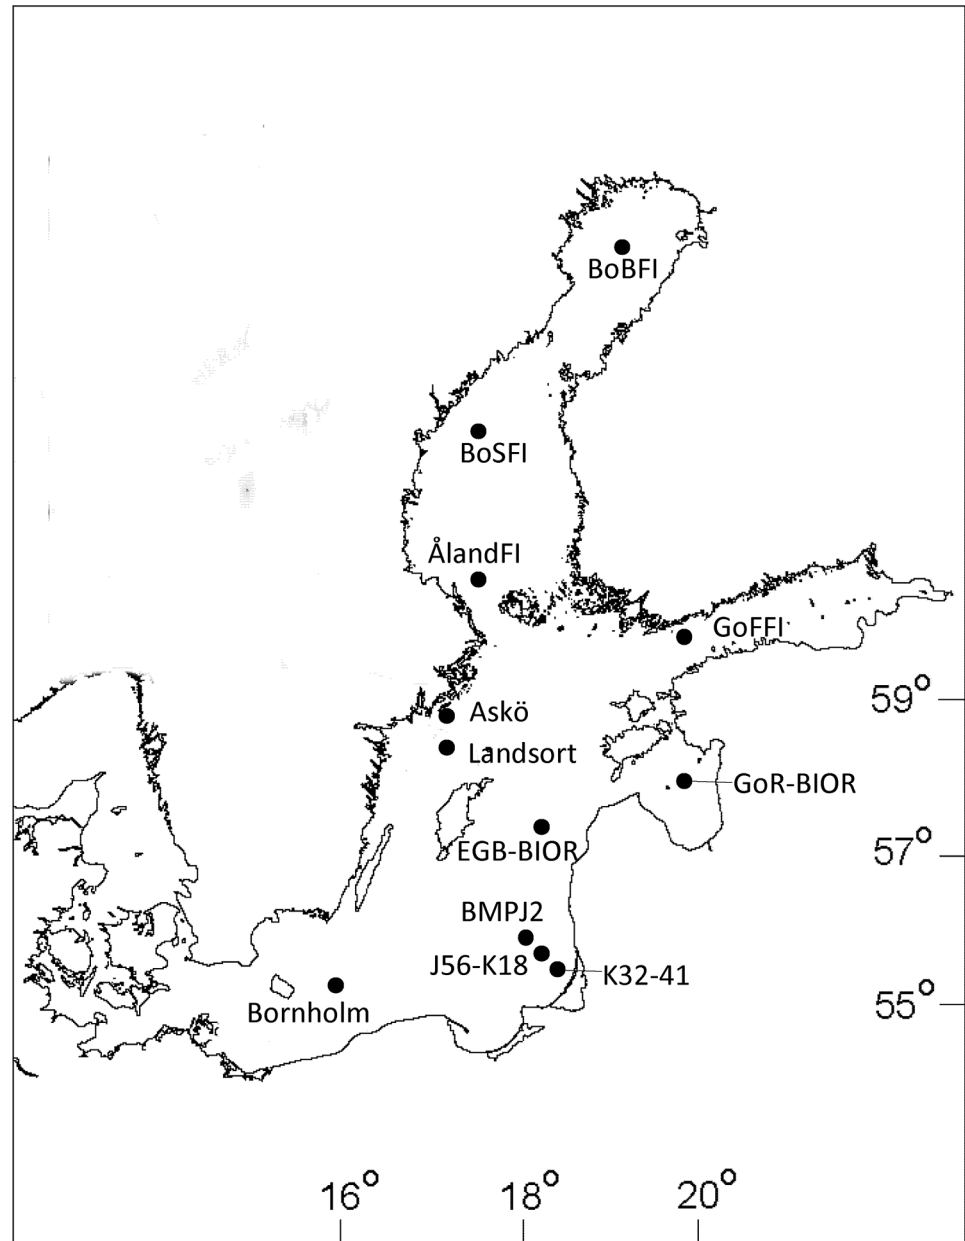 BoBFI
BoSFI
ÅlandFI
GoFFI
59°
Askö
Landsort
GoR-BIOR
EGB-BIOR
57°
BMPJ2
J56-K18
K32-41
55°
Bornholm
16°
18°
20°